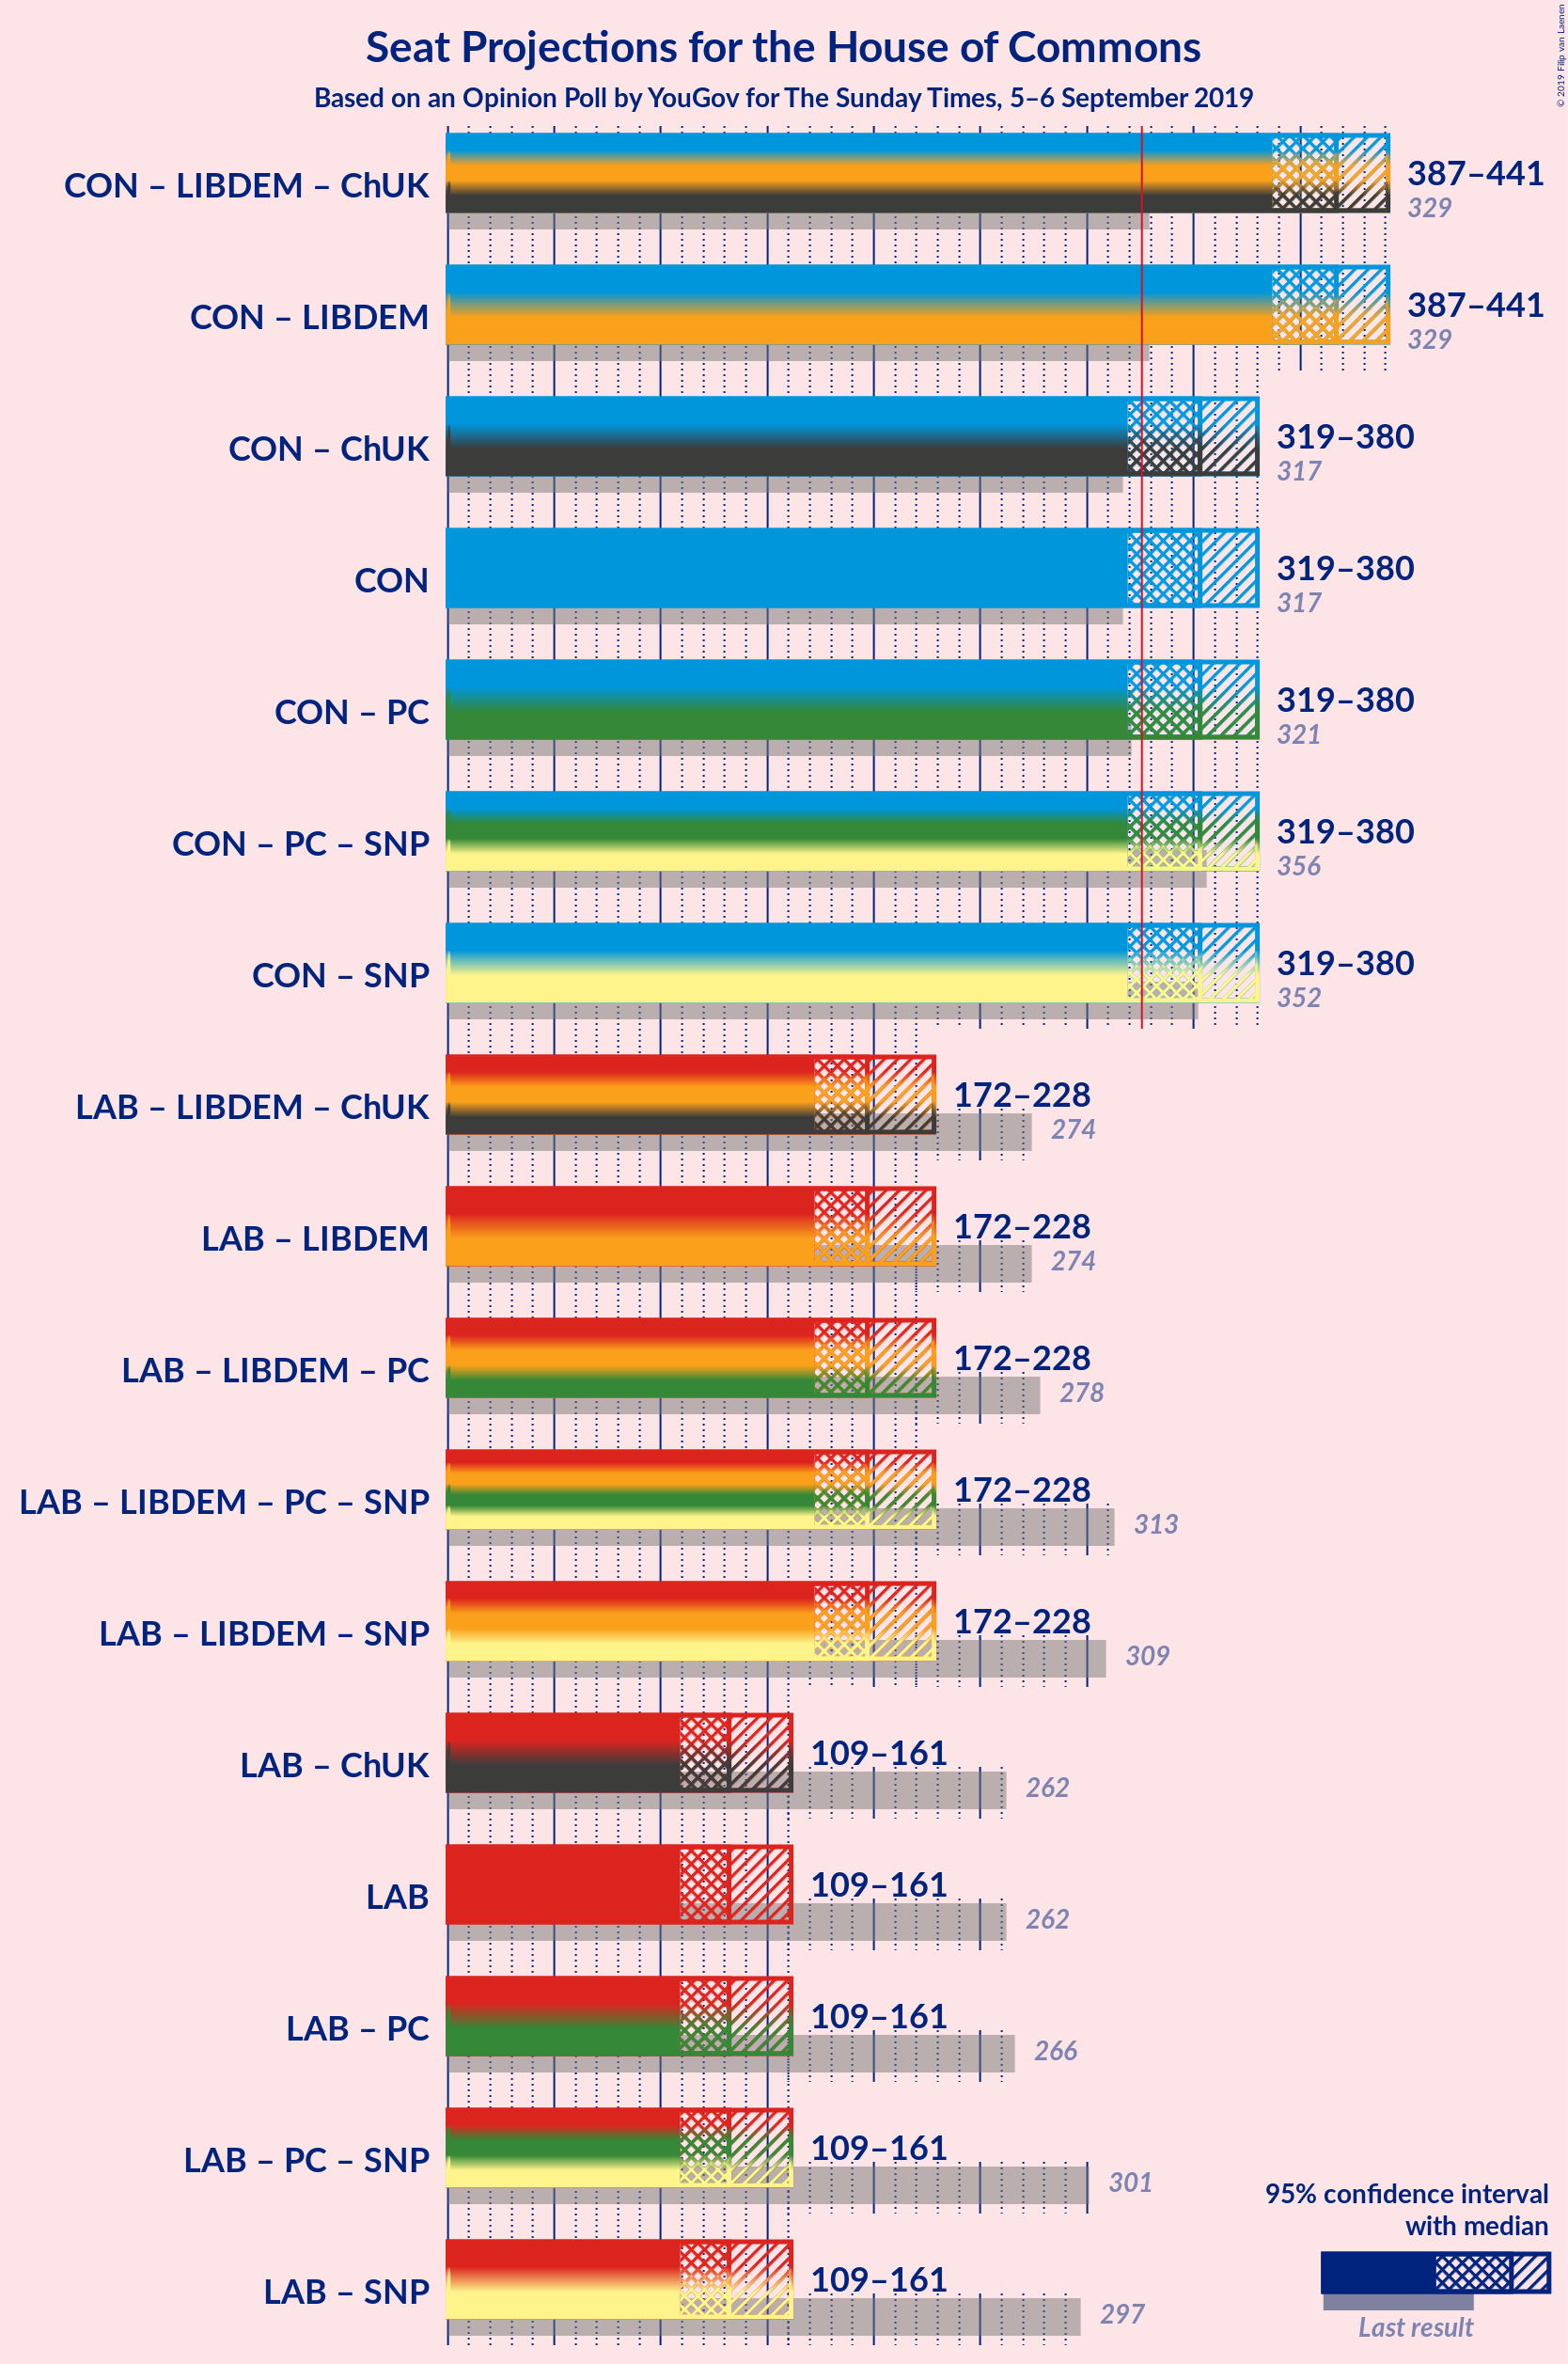 © 2019 Filip van Laenen
Seat Projections for the House of Commons
Based on an Opinion Poll by YouGov for The Sunday Times, 5–6 September 2019
CON – LIBDEM – ChUK
387–441
329
CON – LIBDEM
387–441
329
CON – ChUK
319–380
317
CON
319–380
317
CON – PC
319–380
321
CON – PC – SNP
319–380
356
CON – SNP
319–380
352
LAB – LIBDEM – ChUK
172–228
274
LAB – LIBDEM
172–228
274
LAB – LIBDEM – PC
172–228
278
LAB – LIBDEM – PC – SNP
172–228
313
LAB – LIBDEM – SNP
172–228
309
LAB – ChUK
109–161
262
LAB
109–161
262
LAB – PC
109–161
266
LAB – PC – SNP
109–161
301
LAB – SNP
109–161
297
95% confidence interval
with median
Last result